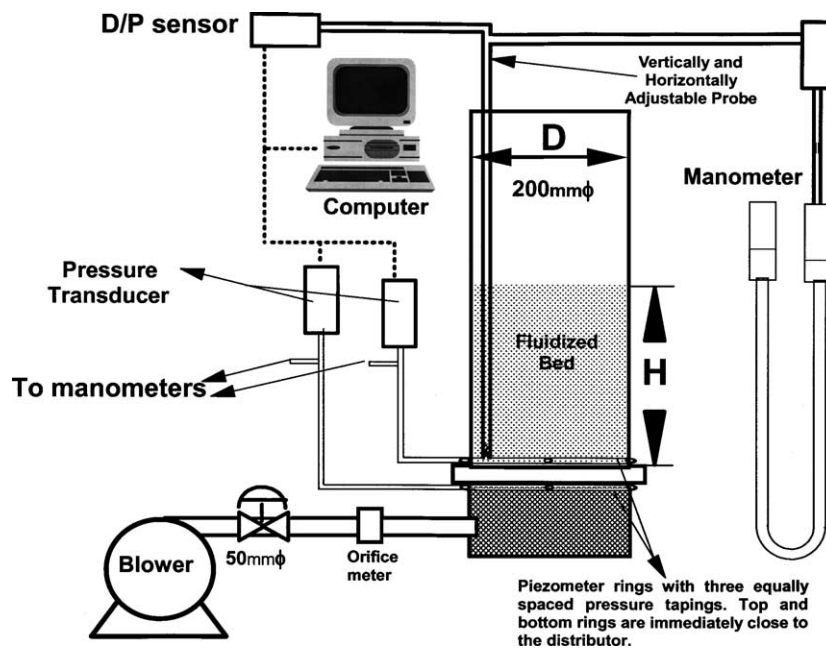 D/P sensor
Vertically and
Horizontally
Adjustable Probe
D
200mmϕ
Manometer
Computer
Pressure
Transducer
Fluidized
Bed
H
To manometers
Blower
50mmϕ
Orifice
meter
Piezometer rings with three equally
spaced pressure tapings. Top and
bottom rings are immediately close to
the distributor.